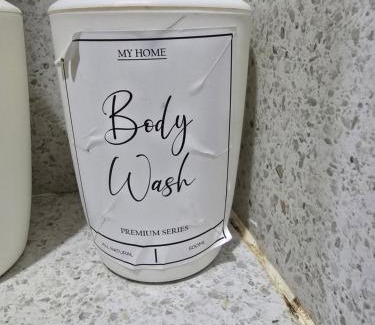 MY HOME
Body
Wash
PREMIUM SERIES
ALL NATURAL
500ML